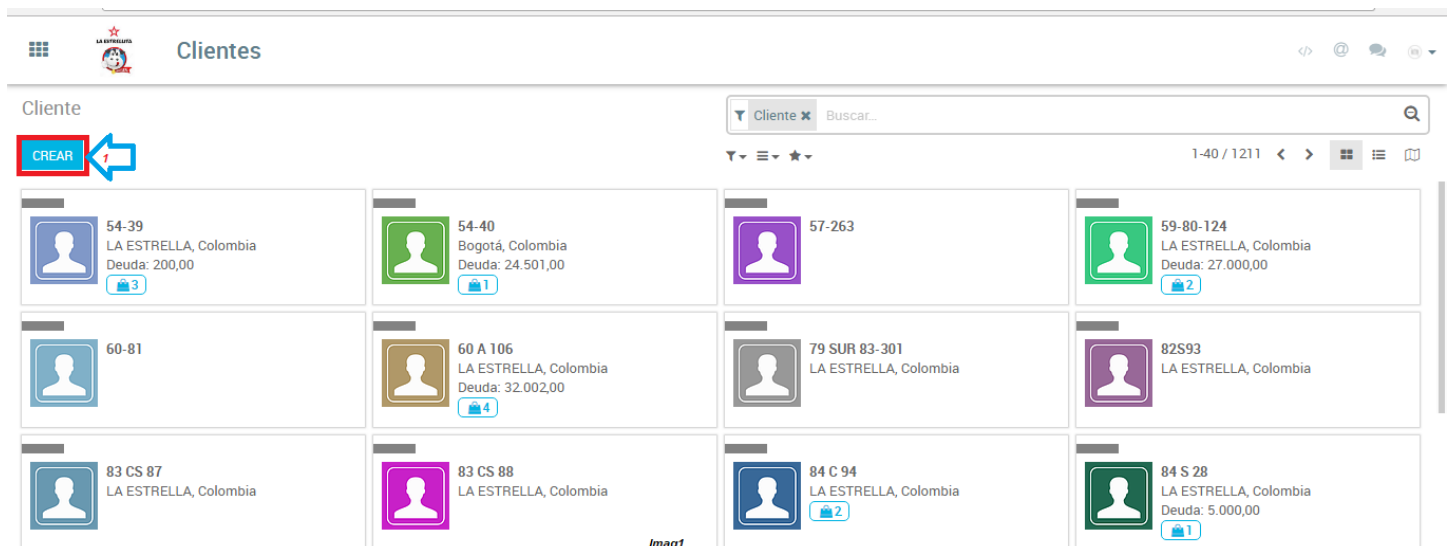 LA ESTRELLITA
Clientes
Cliente
Cliente Buscar...
CREAR 1
1-40 / 1211
54-39
LA ESTRELLA, Colombia
Deuda: 200,00
3
54-40
Bogotá, Colombia
Deuda: 24.501,00
1
57-263
59-80-124
LA ESTRELLA, Colombia
Deuda: 27.000,00
2
60-81
60 A 106
LA ESTRELLA, Colombia
Deuda: 32.002,00
4
79 SUR 83-301
LA ESTRELLA, Colombia
82S93
LA ESTRELLA, Colombia
83 CS 87
LA ESTRELLA, Colombia
83 CS 88
LA ESTRELLA, Colombia
84 C 94
LA ESTRELLA, Colombia
2
84 S 28
LA ESTRELLA, Colombia
Deuda: 5.000,00
1
Imag1